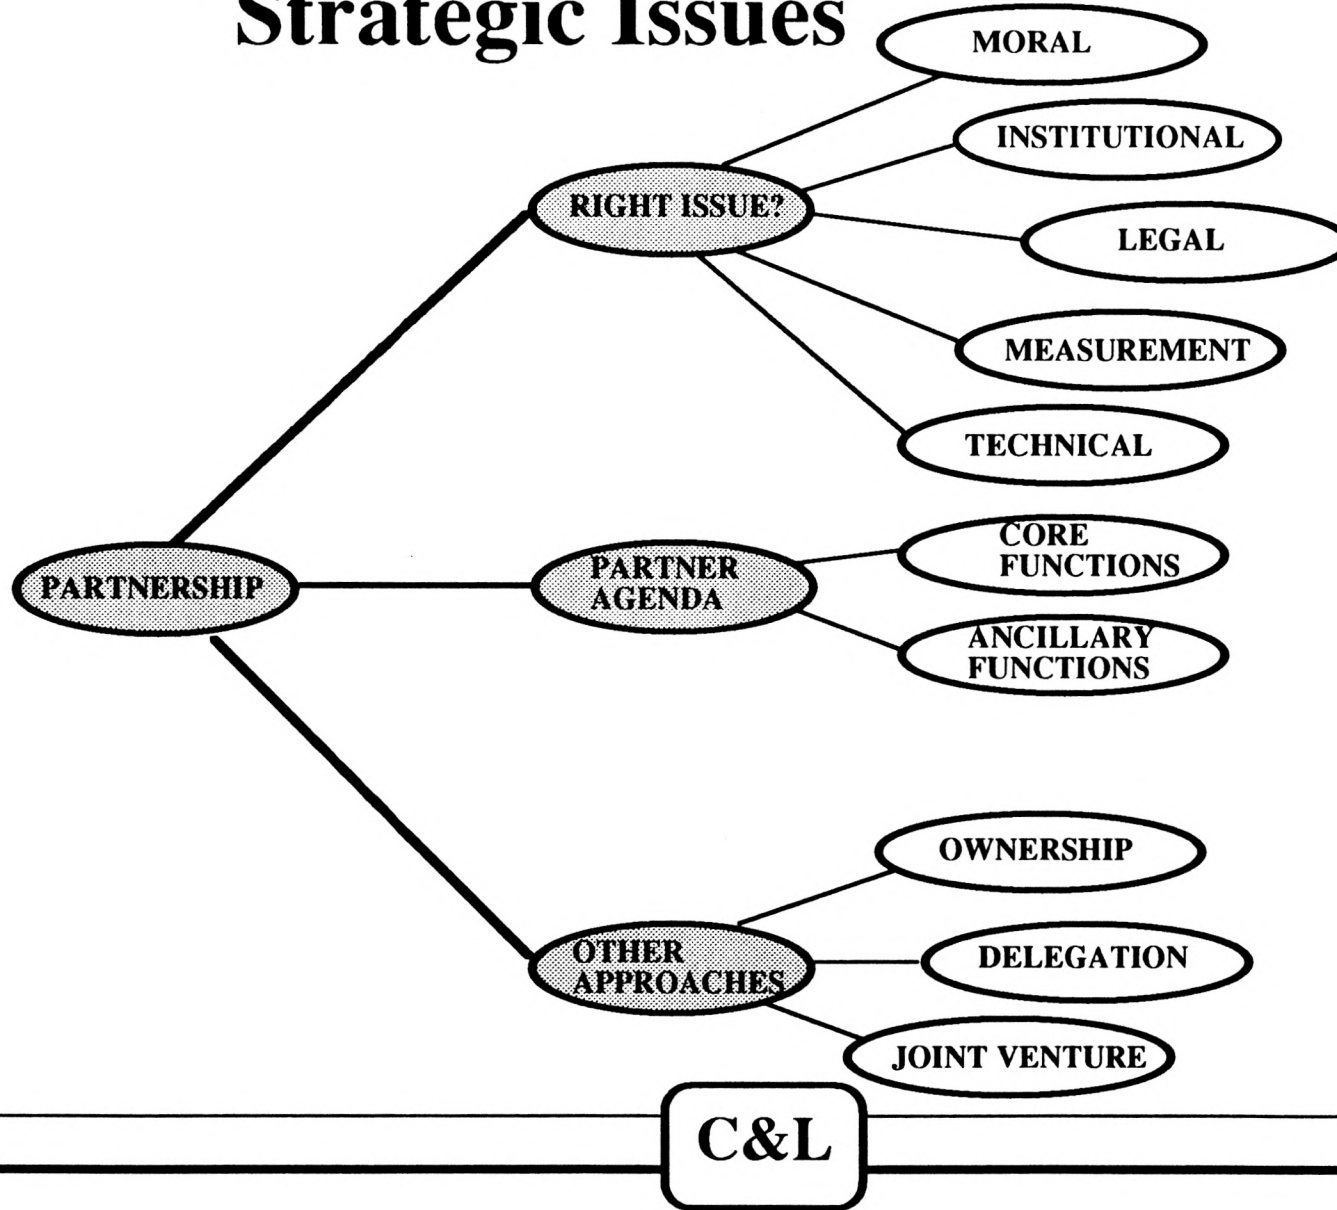 Strategic Issues
MORAL
INSTITUTIONAL
RIGHT ISSUE?
LEGAL
MEASUREMENT
TECHNICAL
CORE
FUNCTIONS
PARTNERSHIP
PARTNER
AGENDA
ANCILLARY
FUNCTIONS
OWNERSHIP
OTHER
APPROACHES
DELEGATION
JOINT VENTURE
C&L